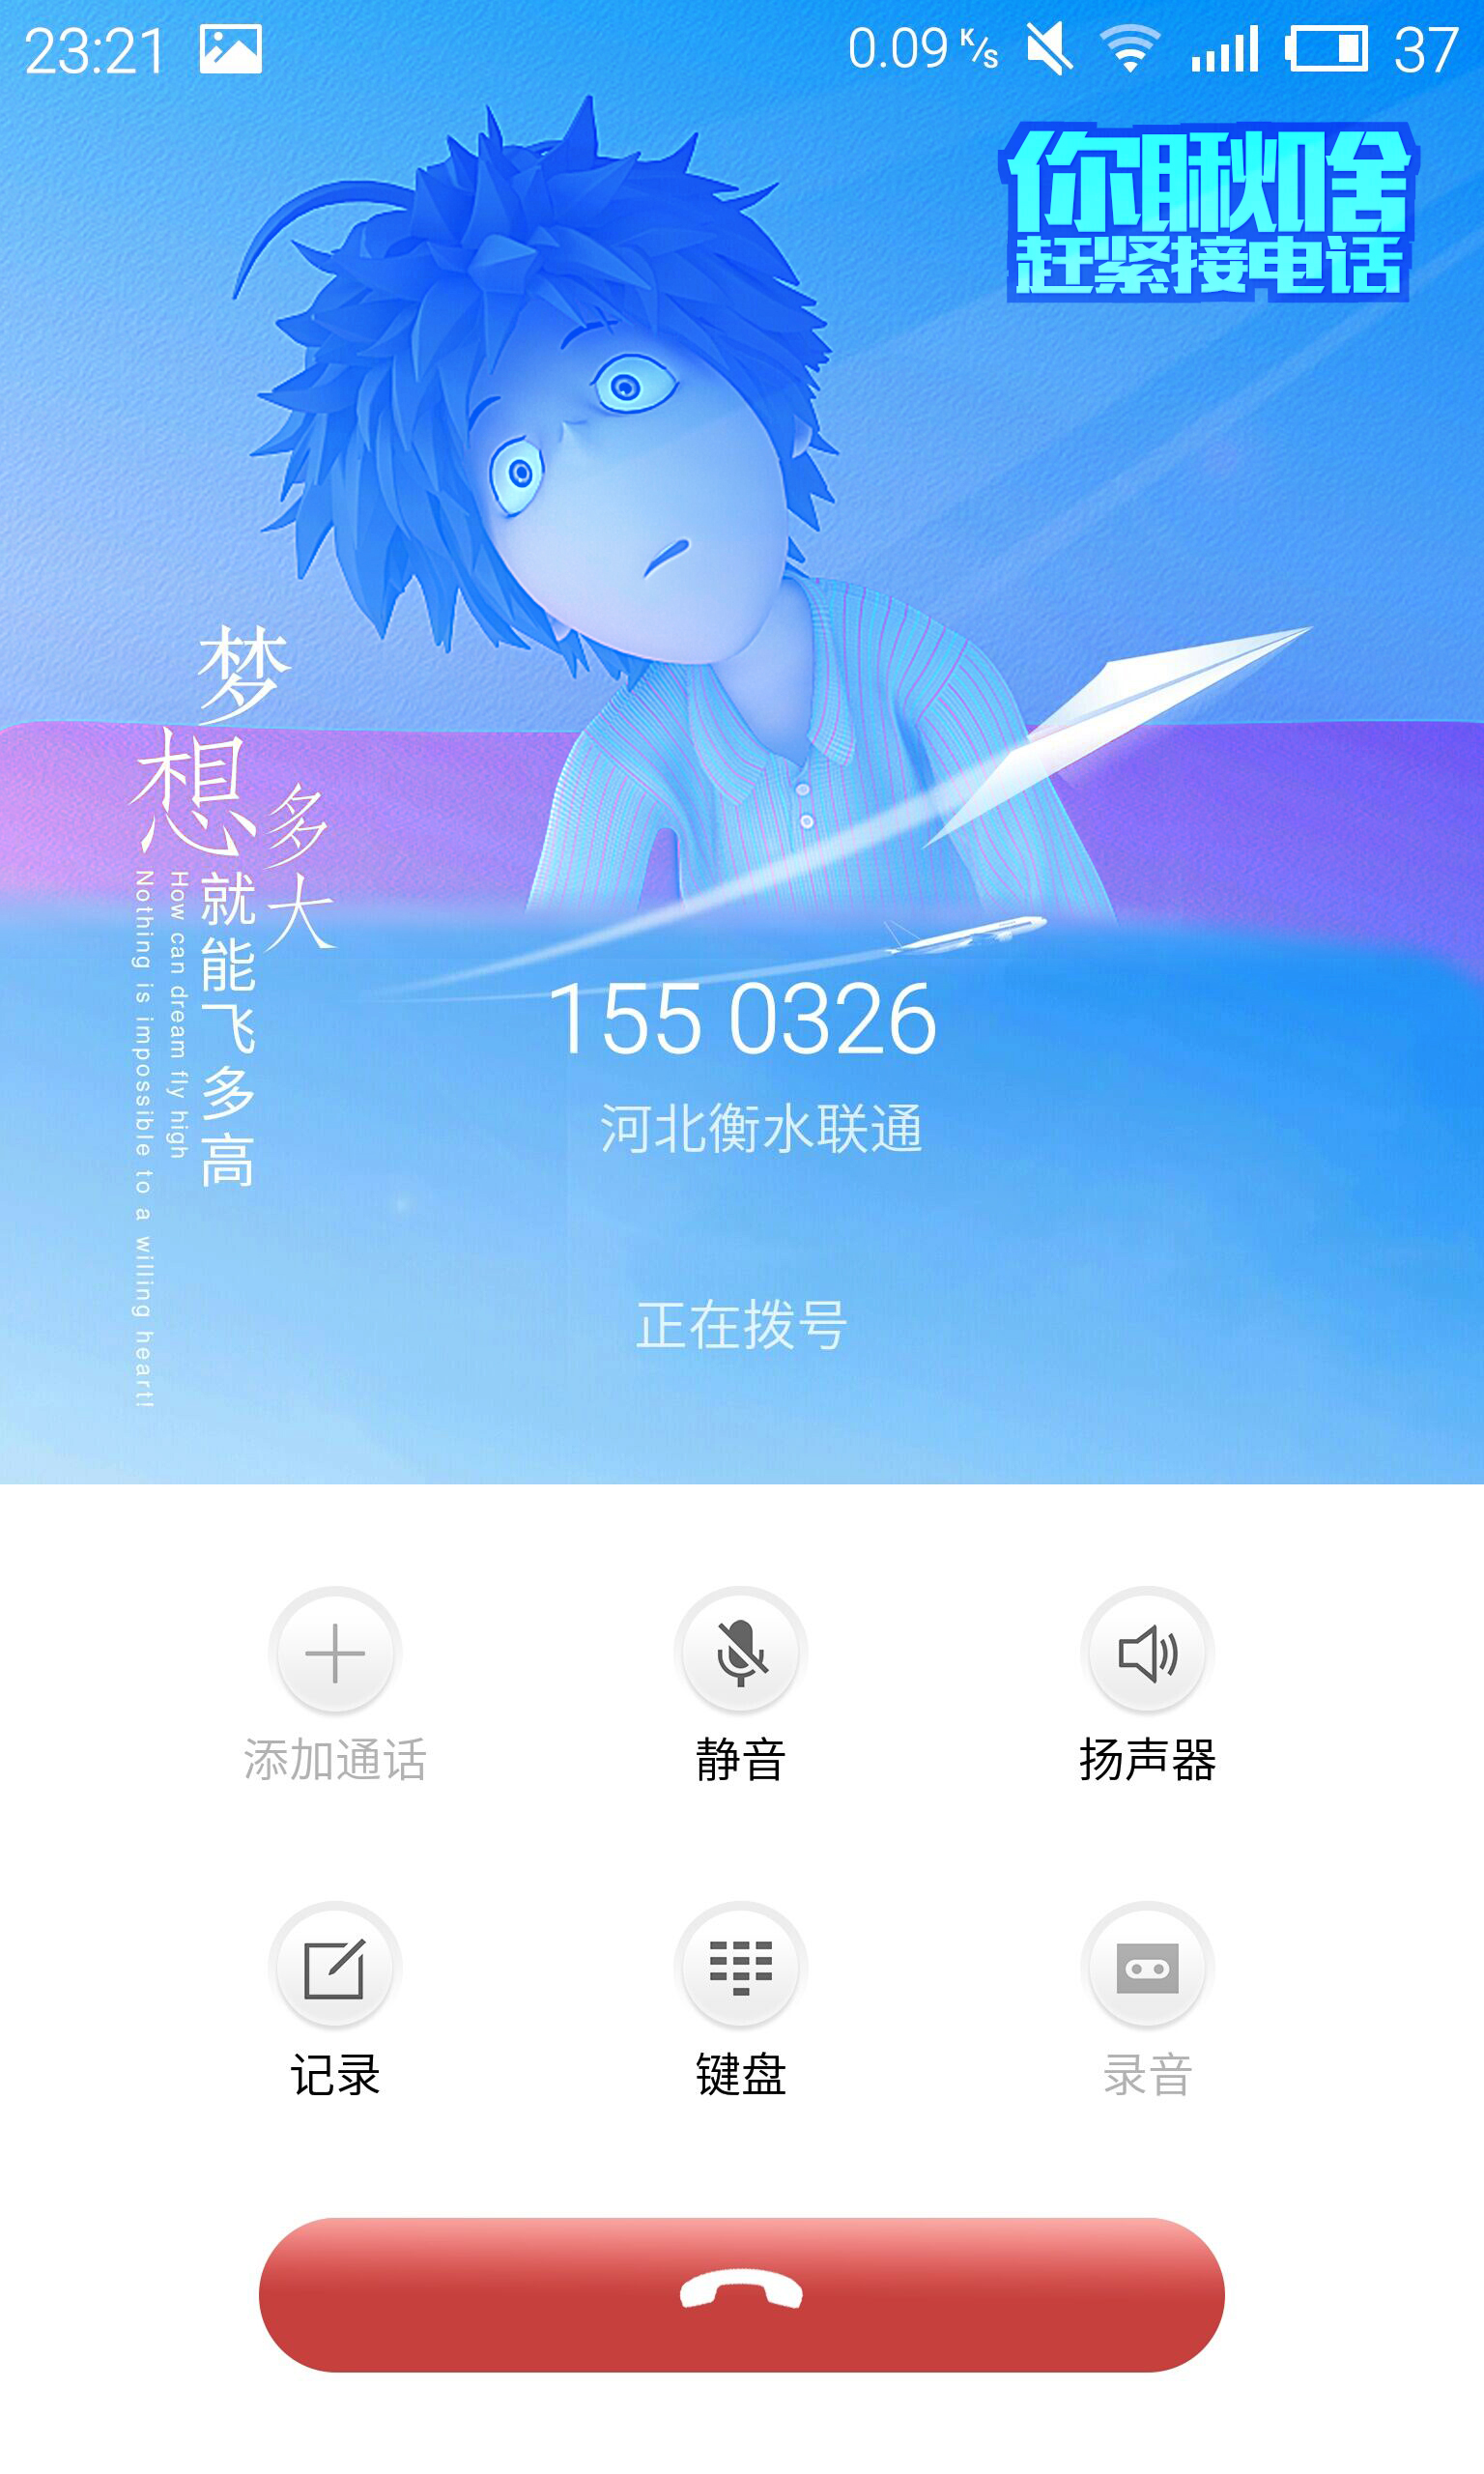 23:21
0.09 K/s
37
你瞅啥
赶紧接电话
梦想
多大
就能飞多高
How can dream fly high
Nothing is impossible to a willing heart!
155 0326
河北衡水联通
正在拨号
添加通话
静音
扬声器
记录
键盘
录音